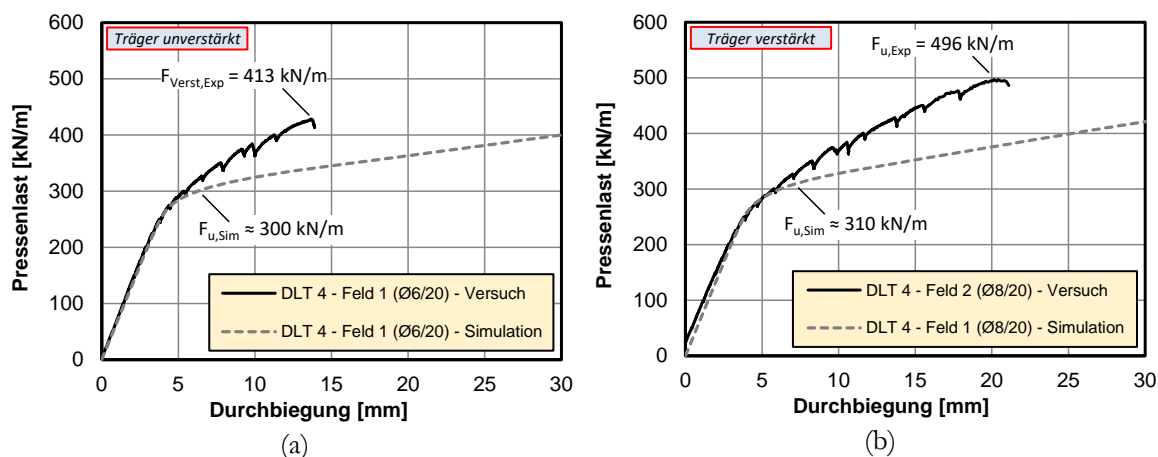 Träger unverstärkt
F_Verst,Exp = 413 kN/m
F_u,Sim ≈ 300 kN/m
DLT 4 - Feld 1 (Ø6/20) - Versuch
DLT 4 - Feld 1 (Ø6/20) - Simulation
Pressenlast [kN/m]
600
500
400
300
200
100
0
0 5 10 15 20 25 30
Durchbiegung [mm]
(a)
Träger verstärkt
F_u,Exp = 496 kN/m
F_u,Sim ≈ 310 kN/m
DLT 4 - Feld 2 (Ø8/20) - Versuch
DLT 4 - Feld 1 (Ø8/20) - Simulation
Pressenlast [kN/m]
600
500
400
300
200
100
0
0 5 10 15 20 25 30
Durchbiegung [mm]
(b)